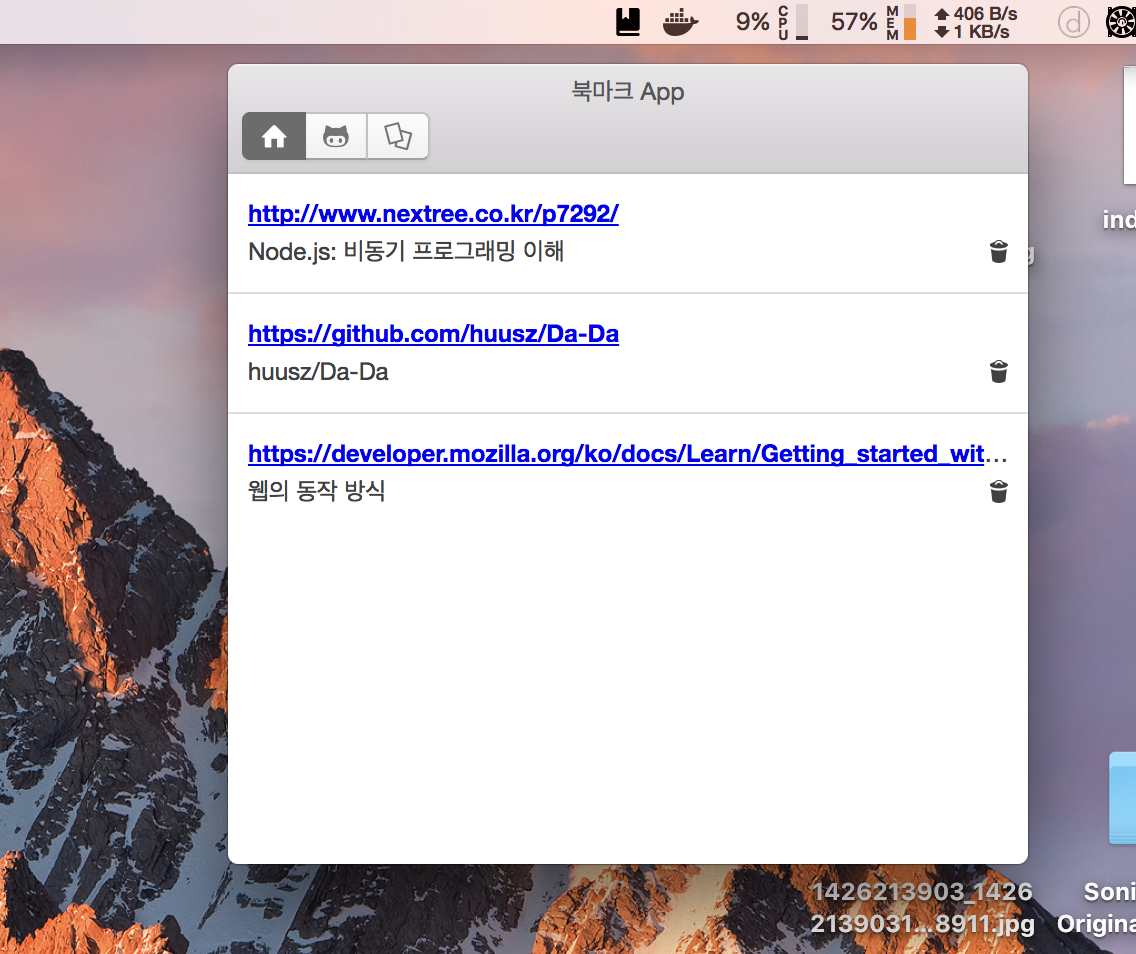 9% CPU 57% MEM 406 B/s
1 KB/s
d
북마크 App
http://www.nextree.co.kr/p7292/
Node.js: 비동기 프로그래밍 이해
https://github.com/huusz/Da-Da
huusz/Da-Da
https://developer.mozilla.org/ko/docs/Learn/Getting_started_wit...
웹의 동작 방식
ind
g
1426213903_1426
2139031...8911.jpg
Soni
Origina